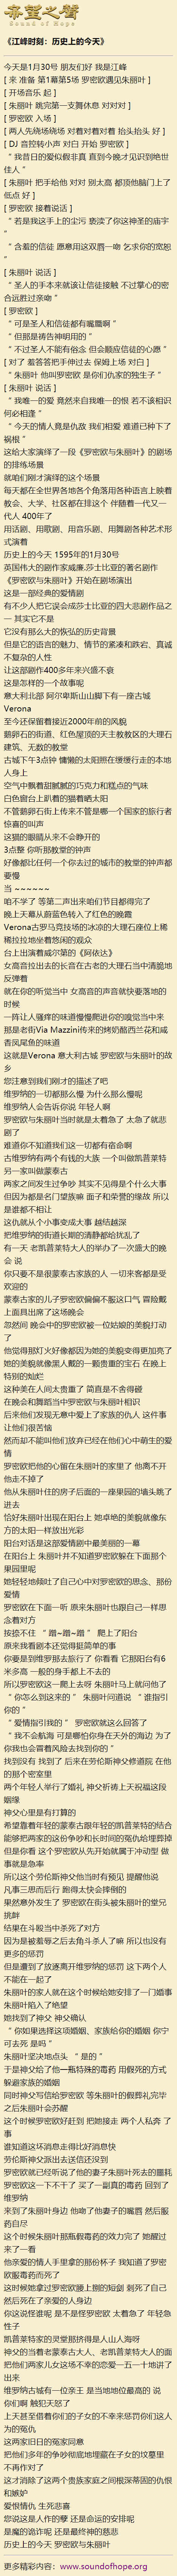 希望之聲
Sound of Hope
《江峰时刻：历史上的今天》
今天是1月30号 朋友们好 我是江峰
[ 来 准备 第1幕第5场 罗密欧遇见朱丽叶 ]
[ 开场音乐 起 ]
[ 朱丽叶 跳完第一支舞休息 对对对 ]
[ 罗密欧 入场 ]
[ 两人先绕场绕场 对着对着对着 抬头抬头 好 ]
[ DJ 音控转小声 对白 开始 罗密欧 ]
“ 我昔日的爱似假非真 直到今晚才见识到绝世
佳人 ”
[ 朱丽叶 把手给他 对对 别太高 都顶他脑门上了
低点 好 ]
[ 罗密欧 接着说话 ]
“ 若是我这手上的尘污 亵渎了你这神圣的庙宇
”
“ 含羞的信徒 愿意用这双唇一吻 乞求你的宽恕
”
[ 朱丽叶 说话 ]
“ 圣人的手本来就该让信徒接触 不过掌心的密
合远胜过亲吻 ”
[ 罗密欧 ]
“ 可是圣人和信徒都有嘴唇啊 ”
“ 但那是祷告神明用的 ”
“ 不过圣人不能有俗念 但会顺应信徒的心愿 ”
[ 对了 羞答答把手伸过去 保姆上场 对白 ]
“ 朱丽叶 他叫罗密欧 是你们仇家的独生子 ”
[ 朱丽叶 说话 ]
“ 我唯一的爱 竟然来自我唯一的恨 若不该相识
何必相逢 ”
“ 今天的情人竟是仇敌 我们相爱 难道已种下了
祸根 ”
这给大家演绎了一段《罗密欧与朱丽叶》的剧场
的排练场景
就咱们刚才演绎的这个场景
每天都在全世界各地各个角落用各种语言上映着
教会、大学、社区都在排这个 伴随着一代又一
代人 400年了
用话剧、用歌剧、用音乐剧、用舞剧各种艺术形
式演着
历史上的今天 1595年的1月30号
英国伟大的剧作家威廉.莎士比亚的著名剧作
《罗密欧与朱丽叶》开始在剧场演出
这是一部经典的爱情剧
有不少人把它误会成莎士比亚的四大悲剧作品之
一 其实它不是
它没有那么大的恢弘的历史背景
但是它的语言的魅力、情节的紧凑和跌宕、真诚
不复杂的人性
让这部剧作400多年来兴盛不衰
这是怎样的一个故事呢
意大利北部 阿尔卑斯山山脚下有一座古城
Verona
至今还保留着接近2000年前的风貌
鹅卵石的街道、红色屋顶的天主教教区的大理石
建筑、无数的教堂
古城下午3点钟 慵懒的太阳照在缓缓行走的本地
人身上
空气中飘着甜腻腻的巧克力和糕点的气味
白色窗台上趴着的猫着晒太阳
不管鹅卵石街上传来不管是哪一个国家的旅行者
惊喜的叫声
这猫的眼睛从来不会睁开的
3点整 你听那教堂的钟声
好像都比任何一个你去过的城市的教堂的钟声都
要慢
当 ~~~~~~
咱不学了 等第二声出来咱们节目都得完了
晚上天幕从蔚蓝色转入了红色的晚霞
Verona古罗马竞技场的冰凉的大理石座位上稀
稀拉拉地坐着悠闲的观众
台上出演着威尔第的《阿依达》
女高音拉出去的长音在古老的大理石当中清脆地
反弹着
就在你的听觉当中 女高音的声音就快要落地的
时候
一阵让人骚痒的味道慢慢爬进你的嗅觉当中来
那是老街Via Mazzini传来的烤奶酪西兰花和咸
香凤尾鱼的味道
这就是Verona 意大利古城 罗密欧与朱丽叶的故
乡
您注意到我们刚才的描述了吧
维罗纳的一切都那么慢 为什么那么慢呢
维罗纳人会告诉你说 年轻人啊
罗密欧与朱丽叶当时就是太着急了 太急了就悲
剧了
难道你不知道我们这一切都有宿命啊
古维罗纳有两个有钱的大族 一个叫做凯普莱特
另一家叫做蒙泰古
两家之间发生过争吵 其实不见得是个什么大事
但因为都是名门望族嘛 面子和荣誉的缘故 所以
是谁都不相让
这仇就从个小事变成大事 越结越深
把维罗纳的街道长期的清静都给扰乱了
有一天 老凯普莱特大人的举办了一次盛大的晚
会 说
你只要不是很蒙泰古家族的人 一切来客都是受
欢迎的
蒙泰古家的儿子罗密欧偏偏不服这口气 冒险戴
上面具出席了这场晚会
忽然间 晚会中的罗密欧被一位姑娘的美貌打动
了
他觉得那灯火好像都因为她的美貌变得更加亮了
她的美貌就像黑人戴的一颗贵重的宝石 在晚上
特别的灿烂
这种美在人间太贵重了 简直是不舍得碰
在晚会和舞蹈当中罗密欧与朱丽叶相识
后来他们发现无意中爱上了家族的仇人 这件事
让他们很苦恼
然而却不能叫他们放弃已经在他们心中萌生的爱
情
罗密欧把他的心留在朱丽叶的家里了 他离不开
他走不掉了
他从朱丽叶住的房子后面的一座果园的墙头跳了
进去
恰好朱丽叶出现在阳台上 她卓绝的美貌就像东
方的太阳一样放出光彩
阳台对话是这部爱情剧中最美丽的一幕
在阳台上 朱丽叶并不知道罗密欧躲在下面那个
果园里呢
她轻轻地倾吐了自己心中对罗密欧的思念、那份
爱情
罗密欧在下面一听 原来朱丽叶也跟自己一样思
念着对方
按捺不住 “ 蹭~蹭~蹭 ” 爬上了阳台
原来我看剧本还觉得挺简单的事
你要是到维罗那去旅行了 你看看 它那阳台有6
米多高 一般的身手都上不去的
所以罗密欧这一爬上去呀 朱丽叶马上就问他了
“ 你怎么到这来的 ” 朱丽叶问道说 “ 谁指引
你的 ”
“ 爱情指引我的 ” 罗密欧就这么回答了
“ 我不会航海 可是哪怕你身在天外的海边 为了
你我也会冒着风险去找到你的 ”
找到没有 找到了 后来在劳伦斯神父修道院 在他
的那个密室里
两个年轻人举行了婚礼 神父祈祷上天祝福这段
姻缘
神父心里是有打算的
希望靠着年轻的蒙泰古跟年轻的凯普莱特的结合
能够把两家的这份争吵和长时间的冤仇给埋葬掉
但是你看 这个罗密欧从先开始就属于冲动型 做
事就是急率
所以这个劳伦斯神父他当时有预见 提醒他说
凡事三思而后行 跑得太快会摔倒的
果然意外发生了 罗密欧在街头被朱丽叶的堂兄
挑衅
结果在斗殴当中杀死了对方
因为是被羞辱之后去角斗杀人了嘛 所以也没有
更多的惩罚
但是遭到了放逐离开维罗纳的惩罚 这下两个人
不能在一起了
朱丽叶的家人就在这个时候给她安排了一门婚事
朱丽叶陷入了绝望
她找到了神父 神父确认
“ 你如果选择这项婚姻、家族给你的婚姻 你宁
可去死 是吗 ”
朱丽叶坚决地点头 “ 是的 ”
于是神父给了他一瓶特殊的毒药 用假死的方式
躲避家族的婚姻
同时神父写信给罗密欧 等朱丽叶的假葬礼完毕
之后朱丽叶会苏醒
这个时候罗密欧好赶到 把她接走 两个人私奔 了
事
谁知道这坏消息走得比好消息快
劳伦斯神父派出去送信还没到
罗密欧就已经听说了他的妻子朱丽叶死去的噩耗
罗密欧这一下不干了 买了一副真的毒药 回到了
维罗纳
来到了朱丽叶身边 他吻了他妻子的嘴唇 然后服
药自尽
这个时候朱丽叶那瓶假毒药的效力完了 她醒过
来了一看
他亲爱的情人手里拿的那份杯子 我知道了罗密
欧服毒药而死了
这时候她拿过罗密欧腰上捆的短剑 刺死了自己
然后死在了亲爱的人身边
你这说怪谁呢 是不是怪罗密欧 太着急了 年轻急
性子
凯普莱特家的灵堂那挤得是人山人海呀
神父的当着老蒙泰古大人、老凯普莱特大人的面
把他们两家儿女这场不幸的恋爱一五一十地讲了
出来
维罗纳古城有一位亲王 是当地地位最高的 说
你们啊 触犯天怒了
上天甚至借着你们的子女的不幸来惩罚你们这人
为的冤仇
这两家旧日的冤家同意
把他们多年的争吵彻底地埋藏在子女的坟墓里
不再作对了
这才消除了这两个贵族家庭之间根深蒂固的仇恨
和嫉妒
爱恨情仇 生死悲喜
您说这是人作的孽 还是命运的安排呢
是魔的诡诈呢 还是最终神的慈悲
历史上的今天 罗密欧与朱丽叶
更多精彩内容：www.soundofhope.org